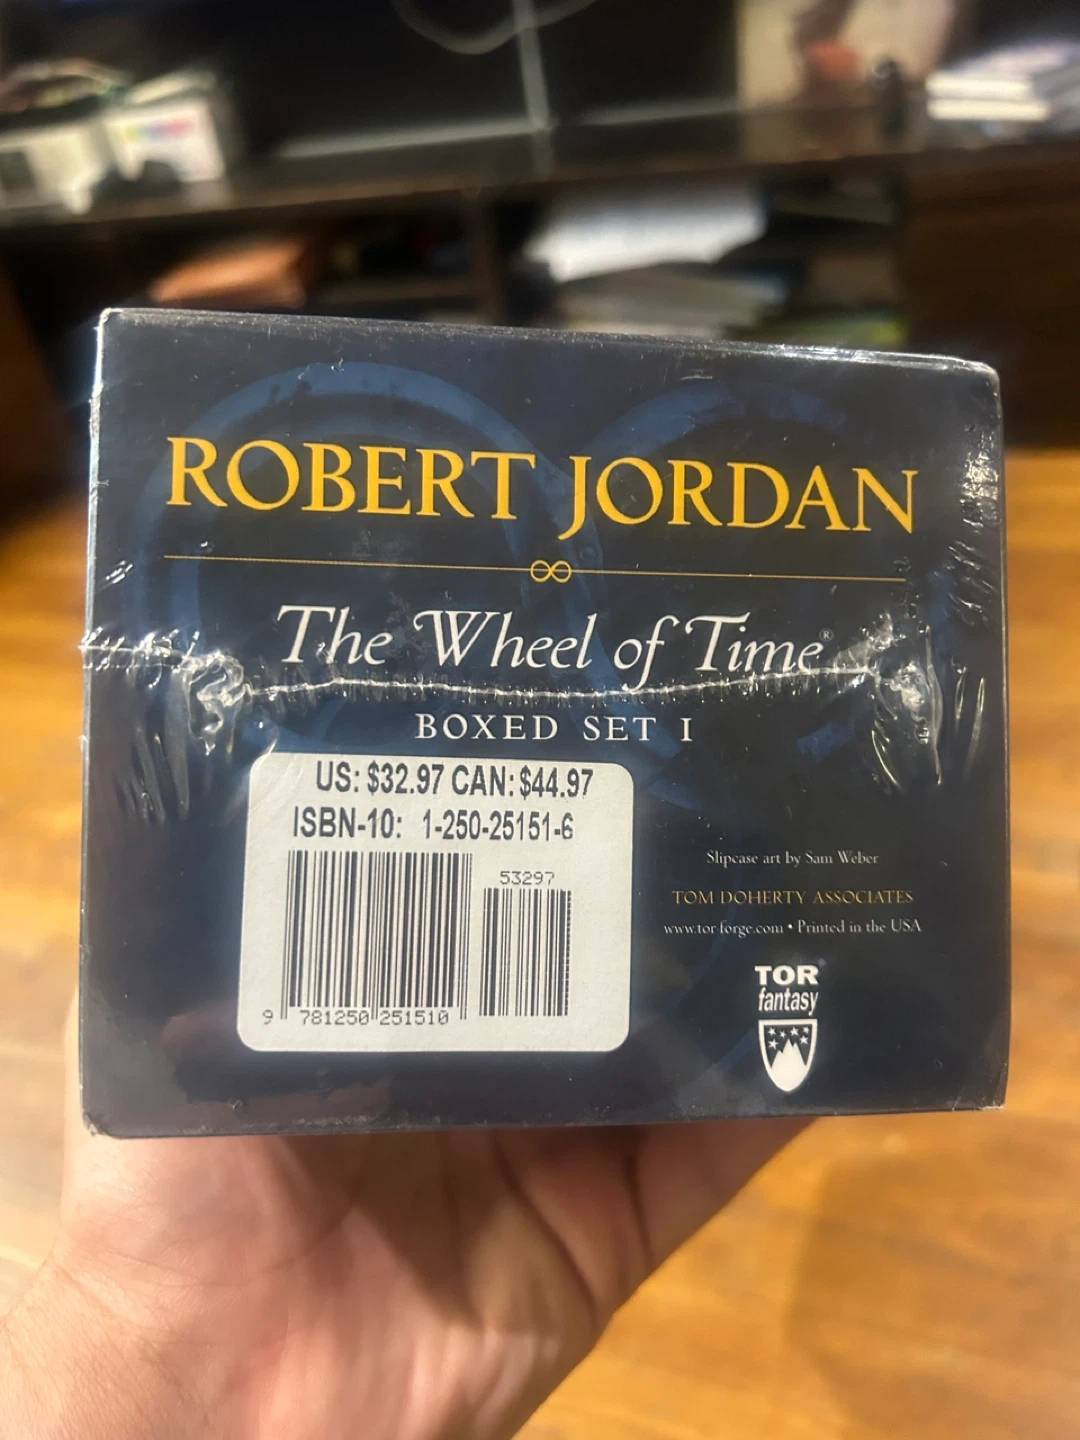 ROBERT JORDAN
The Wheel of Time®
BOXED SET I
US: $32.97 CAN: $44.97
ISBN-10: 1-250-25151-6
53297
9 781250 251510
Slipcase art by Sam Weber
TOM DOHERTY ASSOCIATES
www.tor-forge.com • Printed in the USA
TOR
fantasy